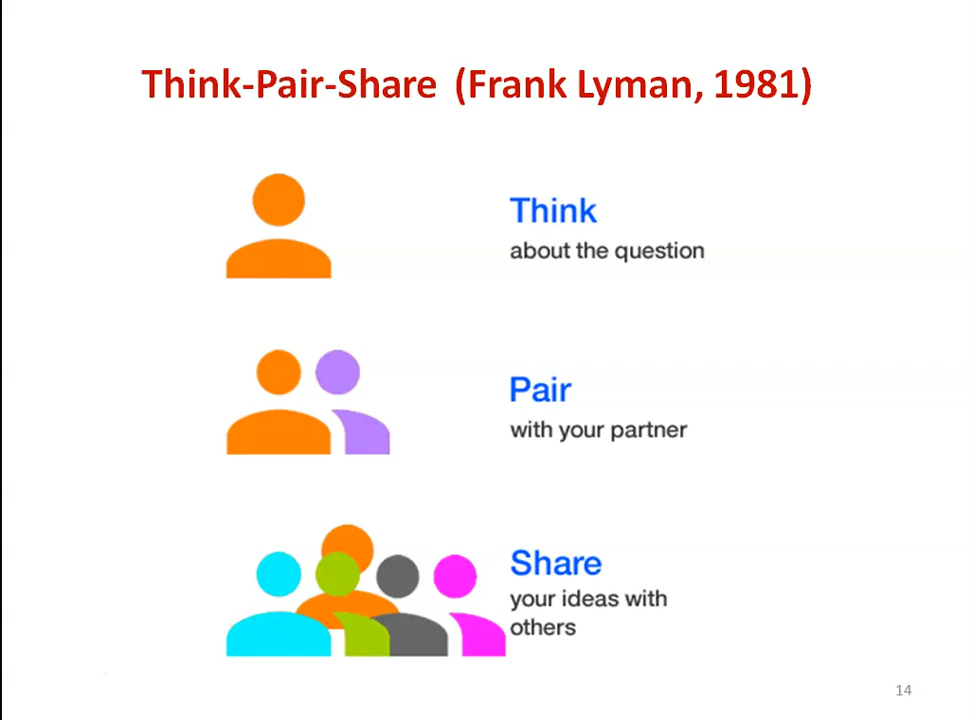 Think-Pair-Share (Frank Lyman, 1981)
Think
about the question
Pair
with your partner
Share
your ideas with
others
14